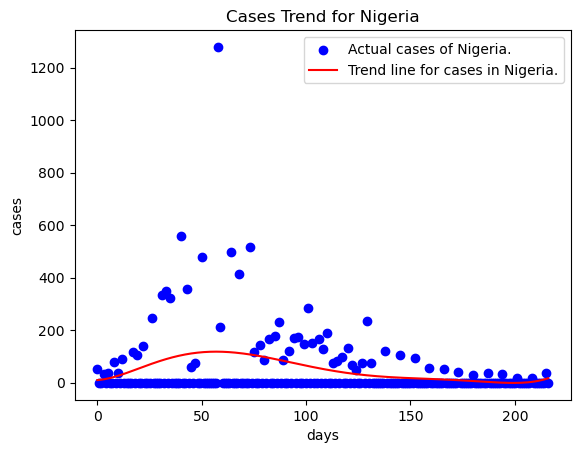 Cases Trend for Nigeria
Actual cases of Nigeria.
Trend line for cases in Nigeria.
cases
1200
1000
800
600
400
200
0
0 50 100 150 200
days